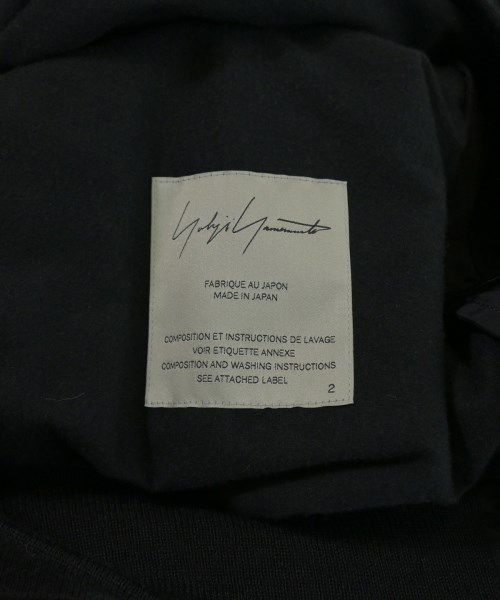 Yohji Yamamoto
FABRIQUE AU JAPON
MADE IN JAPAN
COMPOSITION ET INSTRUCTIONS DE LAVAGE
VOIR ETIQUETTE ANNEXE
COMPOSITION AND WASHING INSTRUCTIONS
SEE ATTACHED LABEL
2